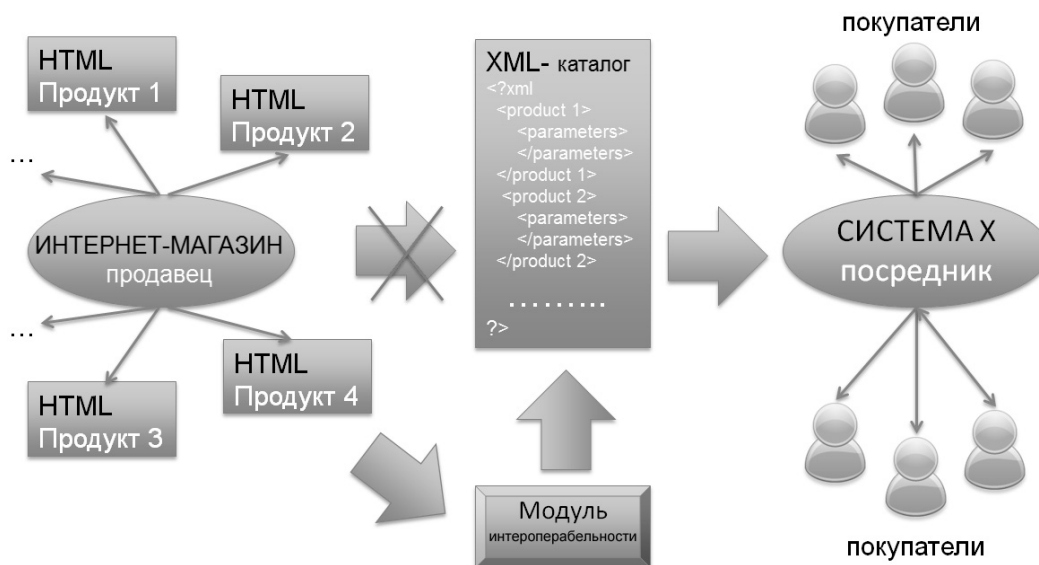 HTML
Продукт 1
HTML
Продукт 2
...
ИНТЕРНЕТ-МАГАЗИН
продавец
...
HTML
Продукт 3
HTML
Продукт 4
XML- каталог
<?xml
<product 1>
<parameters>
</parameters>
</product 1>
<product 2>
<parameters>
</parameters>
</product 2>
.........
?>
Модуль
интероперабельности
покупатели
СИСТЕМА X
посредник
покупатели